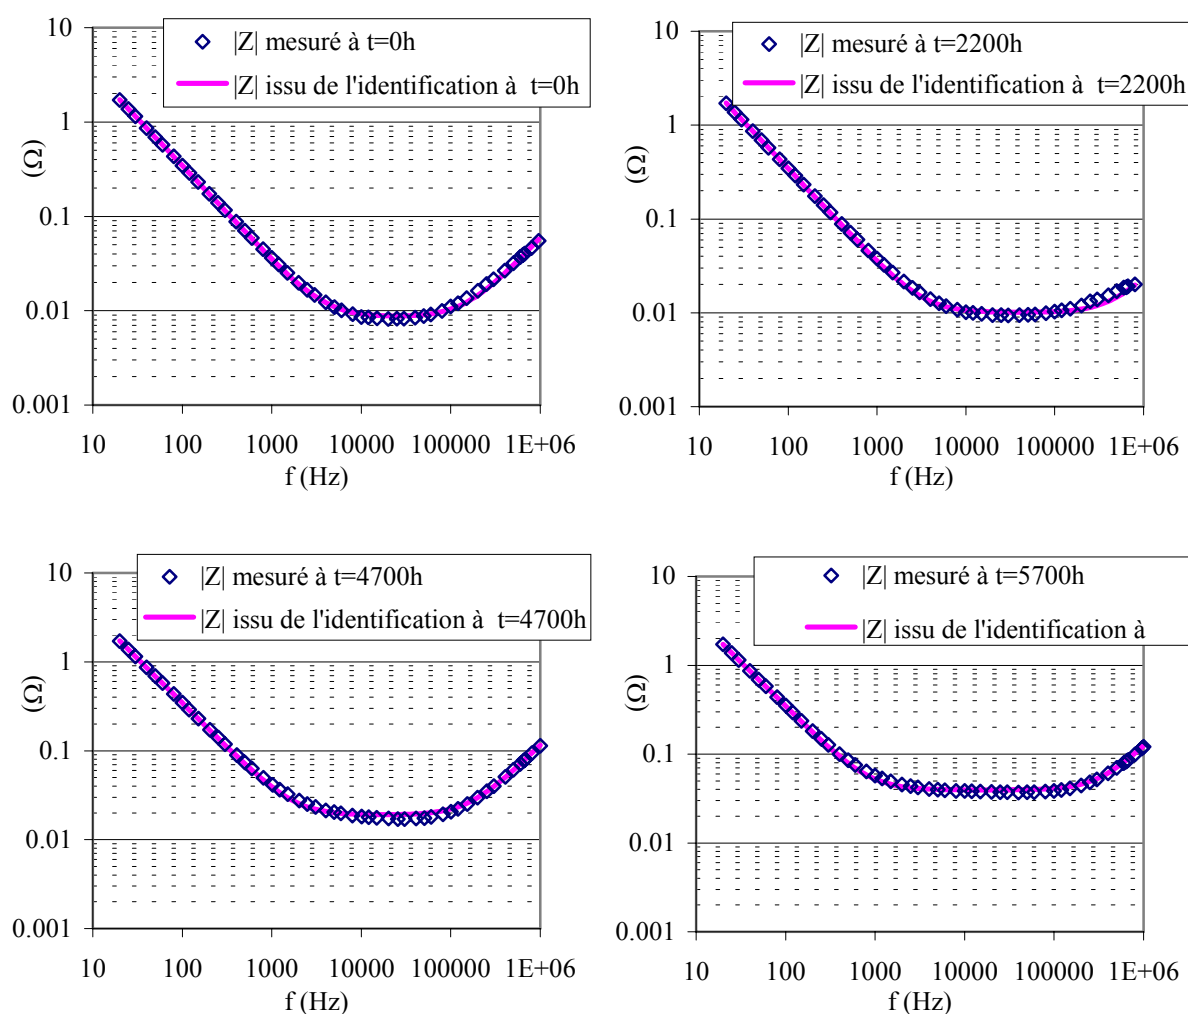 |Z| mesuré à t=0h
|Z| issu de l'identification à t=0h
10
1
0.1
0.01
0.001
(Ω)
10 100 1000 10000 100000 1E+06
f (Hz)
|Z| mesuré à t=2200h
|Z| issu de l'identification à t=2200h
10
1
0.1
0.01
0.001
(Ω)
10 100 1000 10000 100000 1E+06
f (Hz)
|Z| mesuré à t=4700h
|Z| issu de l'identification à t=4700h
10
1
0.1
0.01
0.001
(Ω)
10 100 1000 10000 100000 1E+06
f (Hz)
|Z| mesuré à t=5700h
|Z| issu de l'identification à
10
1
0.1
0.01
0.001
(Ω)
10 100 1000 10000 100000 1E+06
f (Hz)